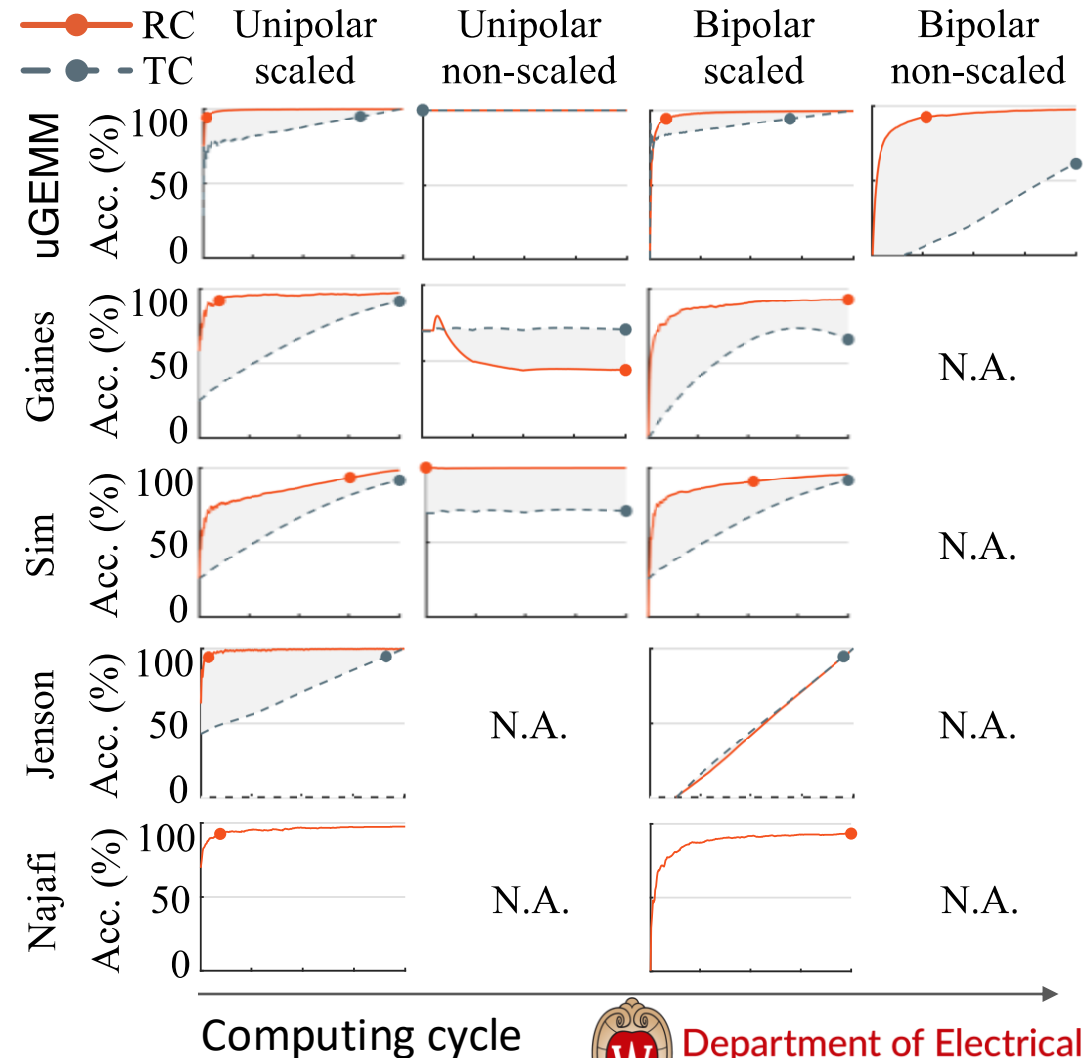 RC
TC
Unipolar
scaled
Unipolar
non-scaled
Bipolar
scaled
Bipolar
non-scaled
uGEMM
Acc. (%)
100
50
0
Gaines
Acc. (%)
100
50
0
N.A.
Sim
Acc. (%)
100
50
0
N.A.
Jenson
Acc. (%)
100
50
0
N.A.
N.A.
Najafi
Acc. (%)
100
50
0
N.A.
N.A.
Computing cycle
W
Department of Electrical